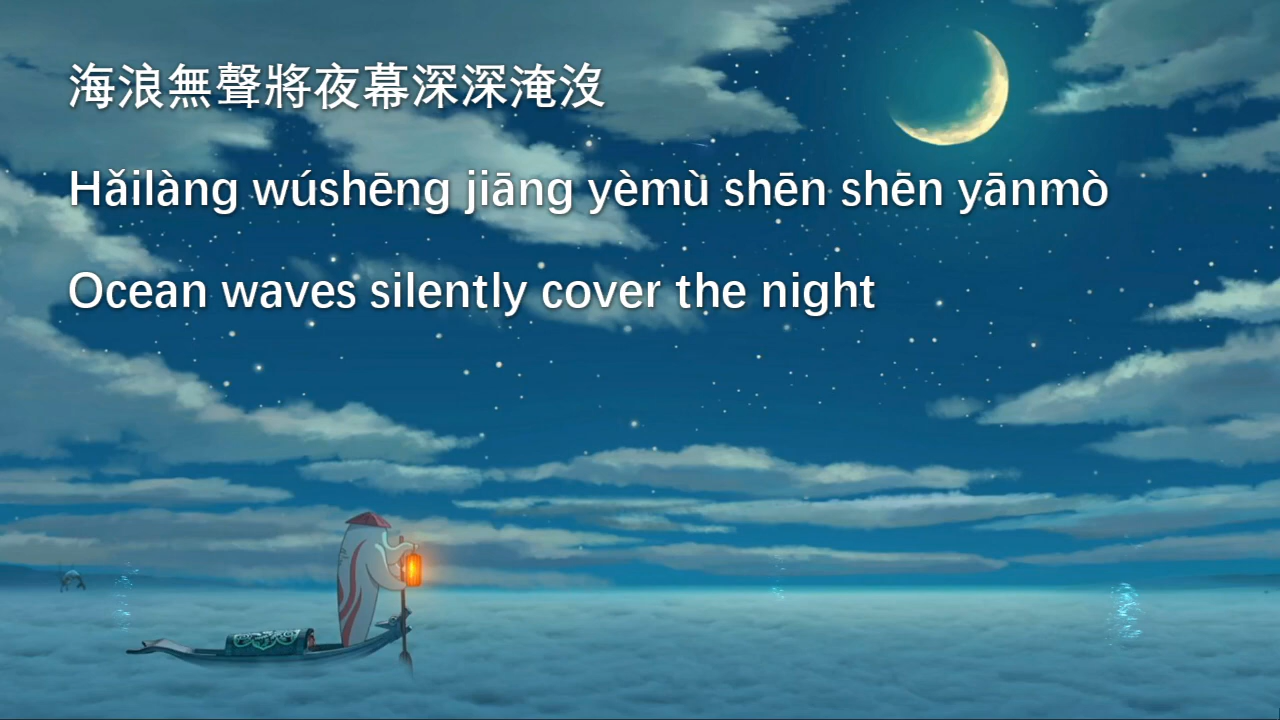 海浪無聲將夜幕深深淹沒
Hǎilàng wúshēng jiāng yèmù shēn shēn yānmò
Ocean waves silently cover the night